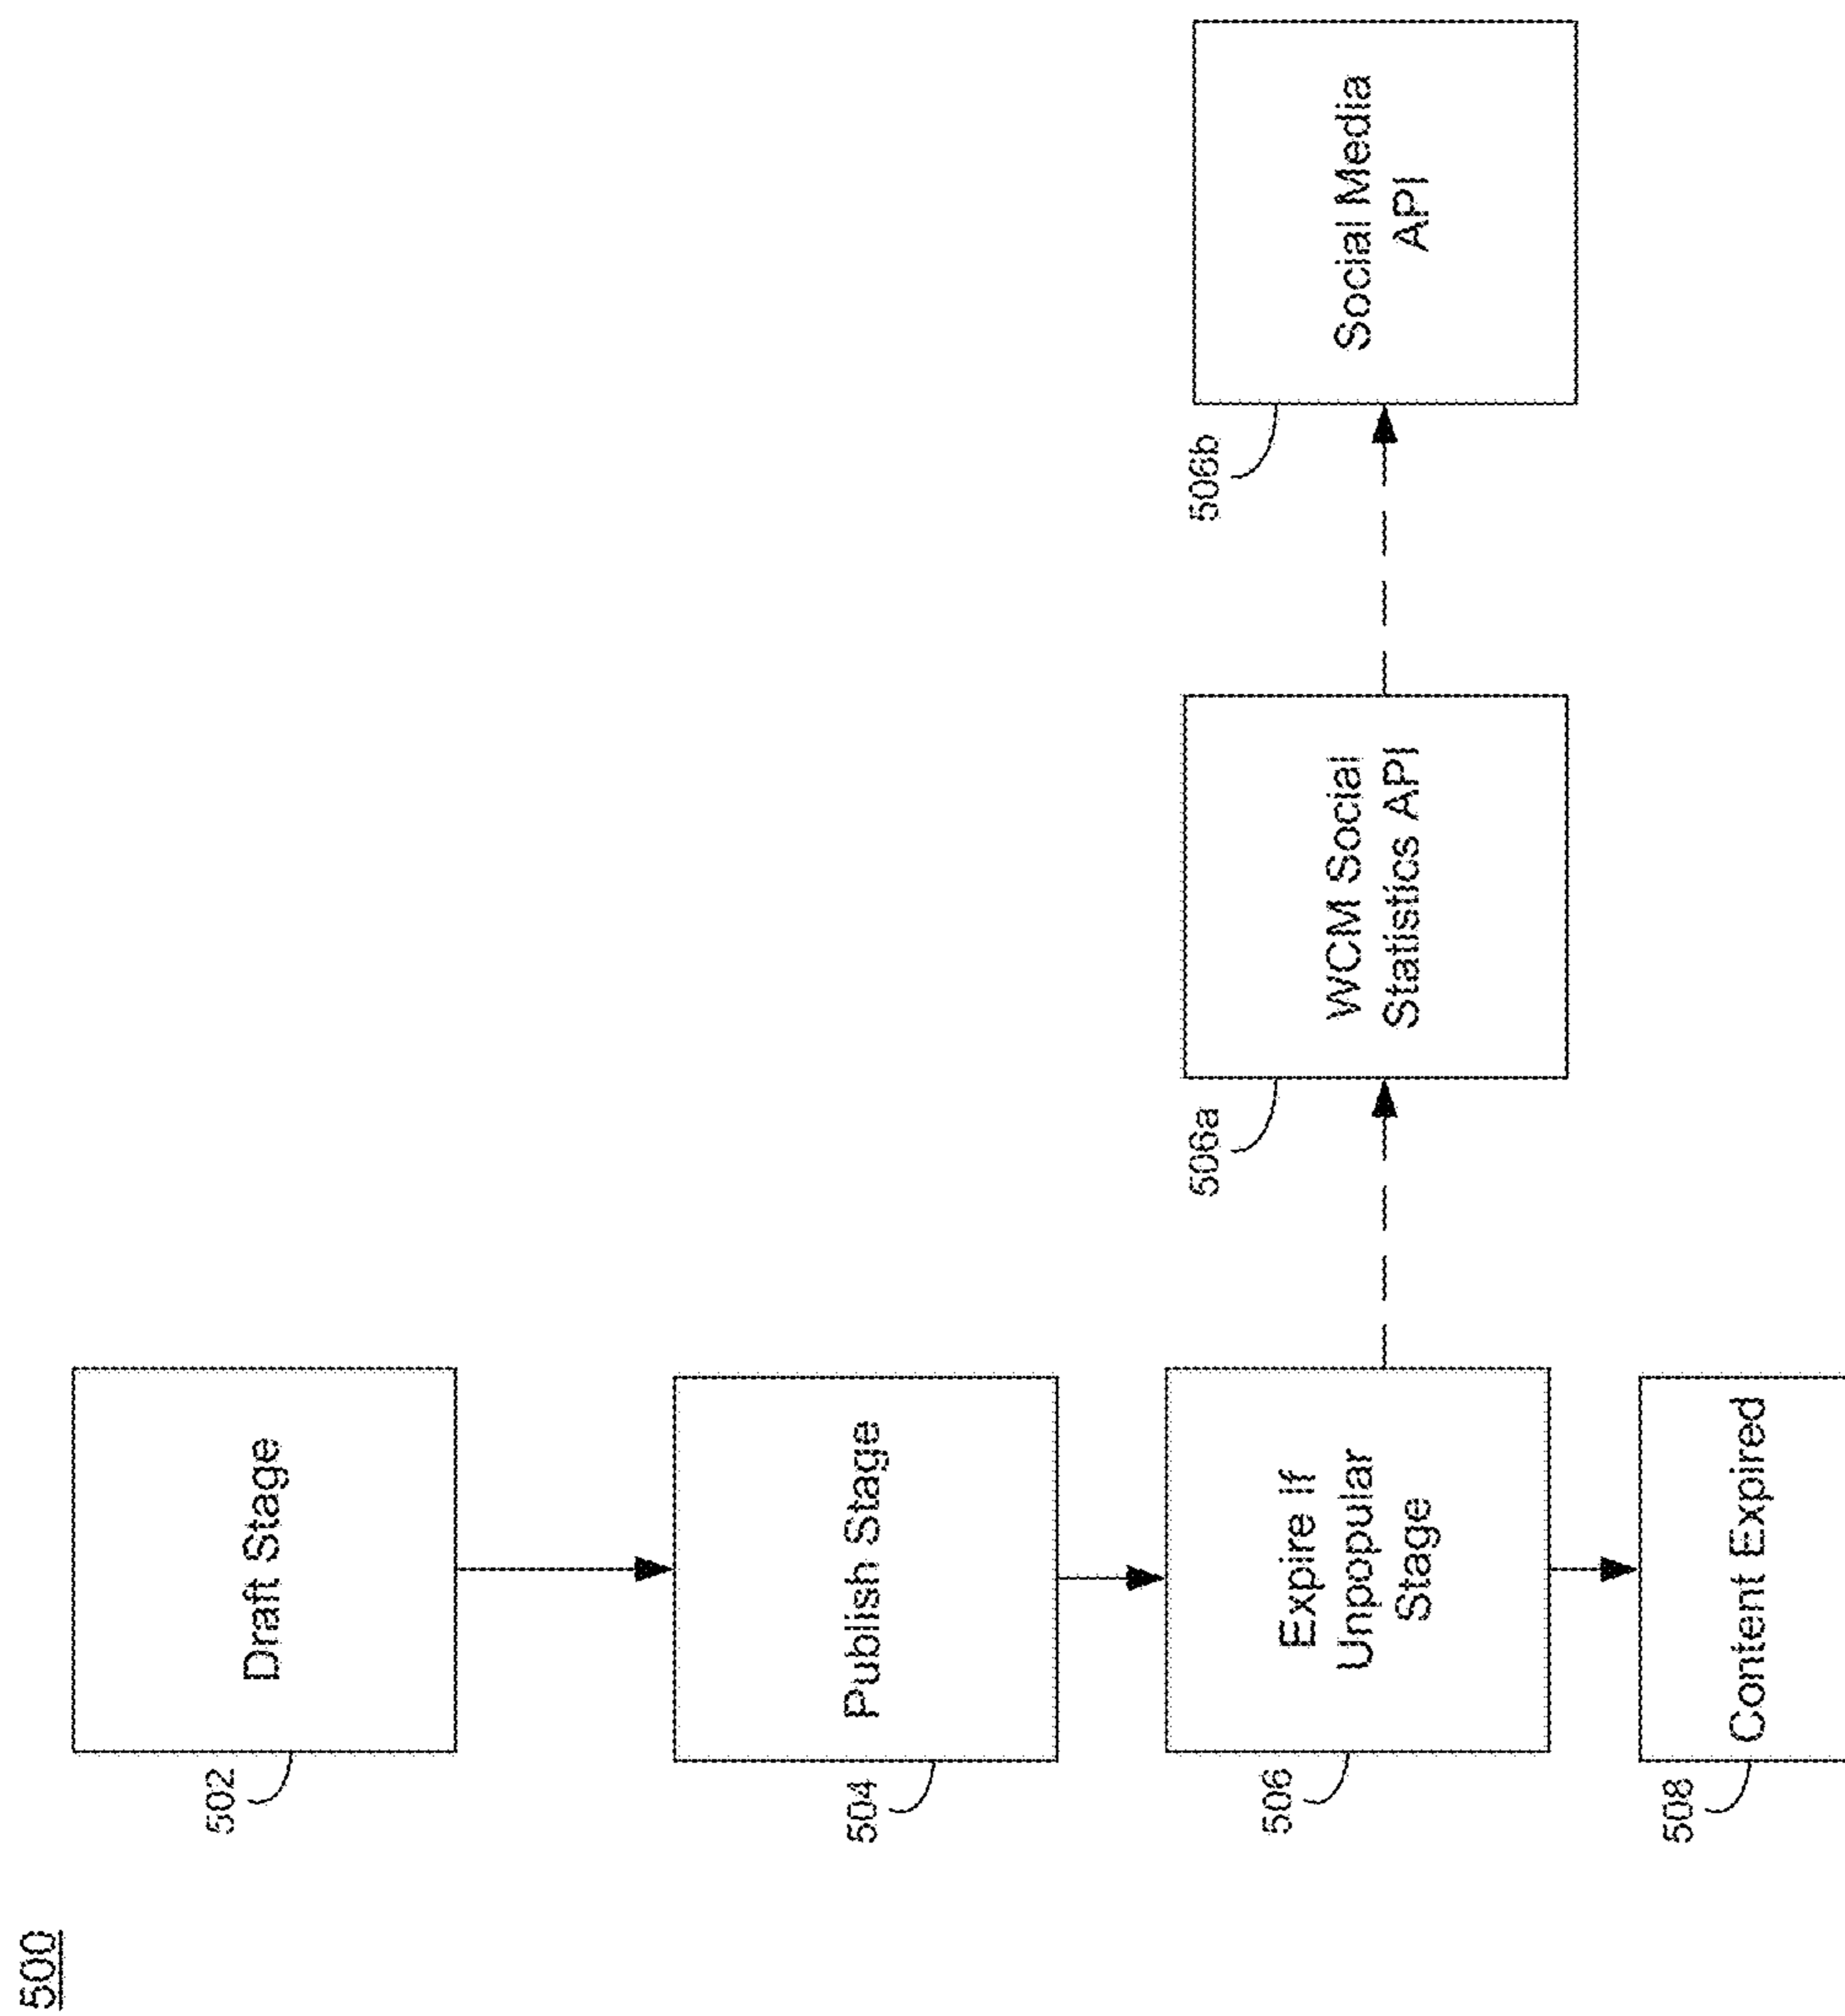 500
502
Draft Stage
504
Publish Stage
506
Expire If
Unpopular
Stage
506a
WCM Social
Statistics API
506b
Social Media
API
508
Content Expired